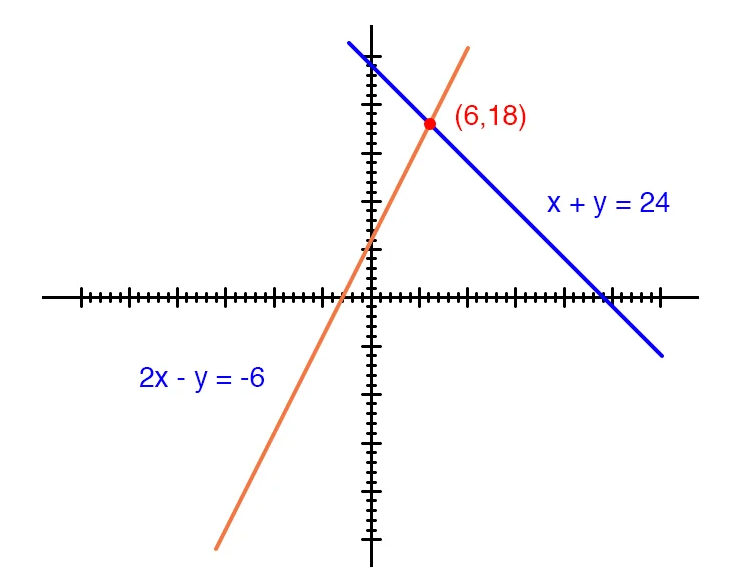 (6,18)
x + y = 24
2x - y = -6